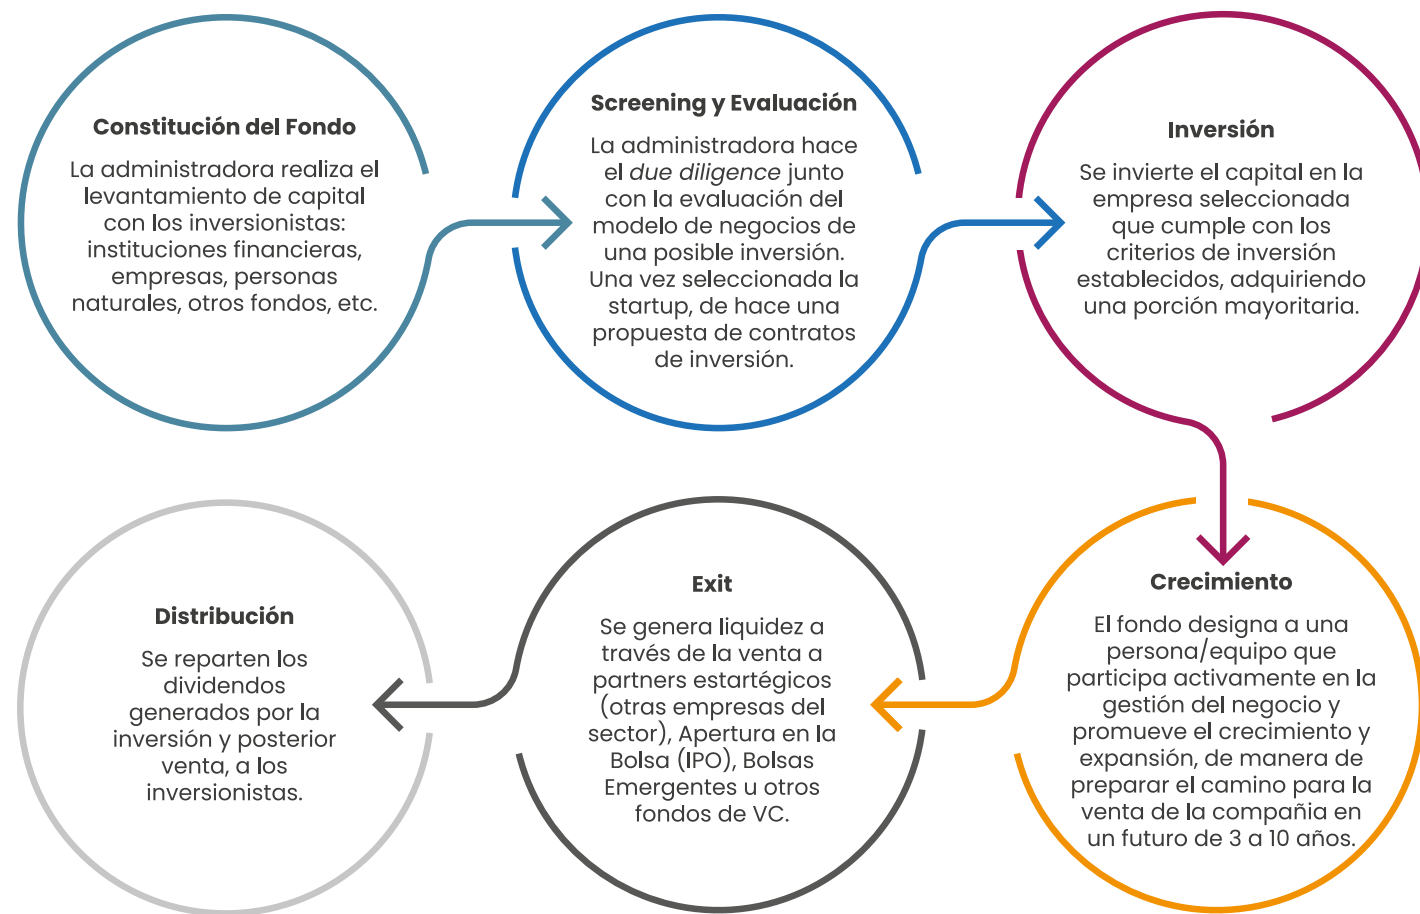 Constitución del Fondo
La administradora realiza el
levantamiento de capital
con los inversionistas:
instituciones financieras,
empresas, personas
naturales, otros fondos, etc.
Screening y Evaluación
La administradora hace
el due diligence junto
con la evaluación del
modelo de negocios de
una posible inversión.
Una vez seleccionada la
startup, de hace una
propuesta de contratos
de inversión.
Inversión
Se invierte el capital en la
empresa seleccionada
que cumple con los
criterios de inversión
establecidos, adquiriendo
una porción mayoritaria.
Crecimiento
El fondo designa a una
persona/equipo que
participa activamente en la
gestión del negocio y
promueve el crecimiento y
expansión, de manera de
preparar el camino para la
venta de la compañia en
un futuro de 3 a 10 años.
Exit
Se genera liquidez a
través de la venta a
partners estartégicos
(otras empresas del
sector), Apertura en la
Bolsa (IPO), Bolsas
Emergentes u otros
fondos de VC.
Distribución
Se reparten los
dividendos
generados por la
inversión y posterior
venta, a los
inversionistas.